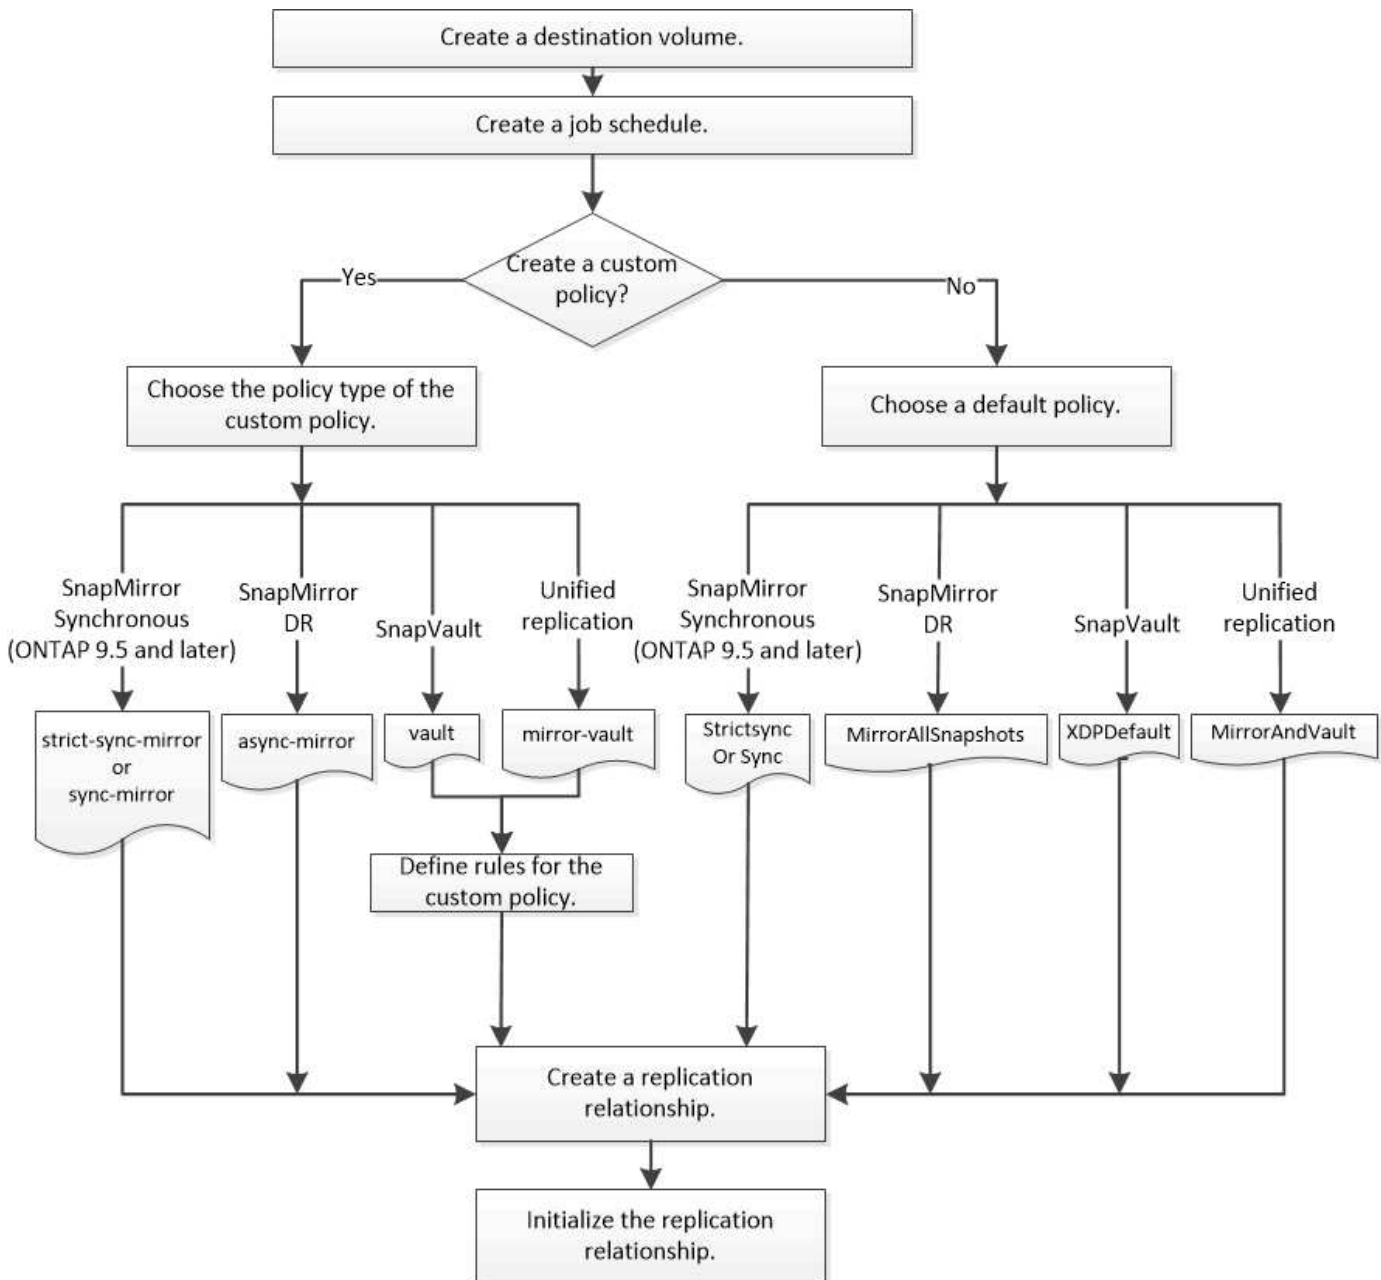 Create a destination volume.
Create a job schedule.
Create a custom
policy?
Yes
No
Choose the policy type of the
custom policy.
Choose a default policy.
SnapMirror
Synchronous
(ONTAP 9.5 and later)
SnapMirror
DR
SnapVault
Unified
replication
SnapMirror
Synchronous
(ONTAP 9.5 and later)
SnapMirror
DR
SnapVault
Unified
replication
strict-sync-mirror
or
sync-mirror
async-mirror
vault
mirror-vault
Strictsync
Or Sync
MirrorAllSnapshots
XDPDefault
MirrorAndVault
Define rules for the
custom policy.
Create a replication
relationship.
Initialize the replication
relationship.